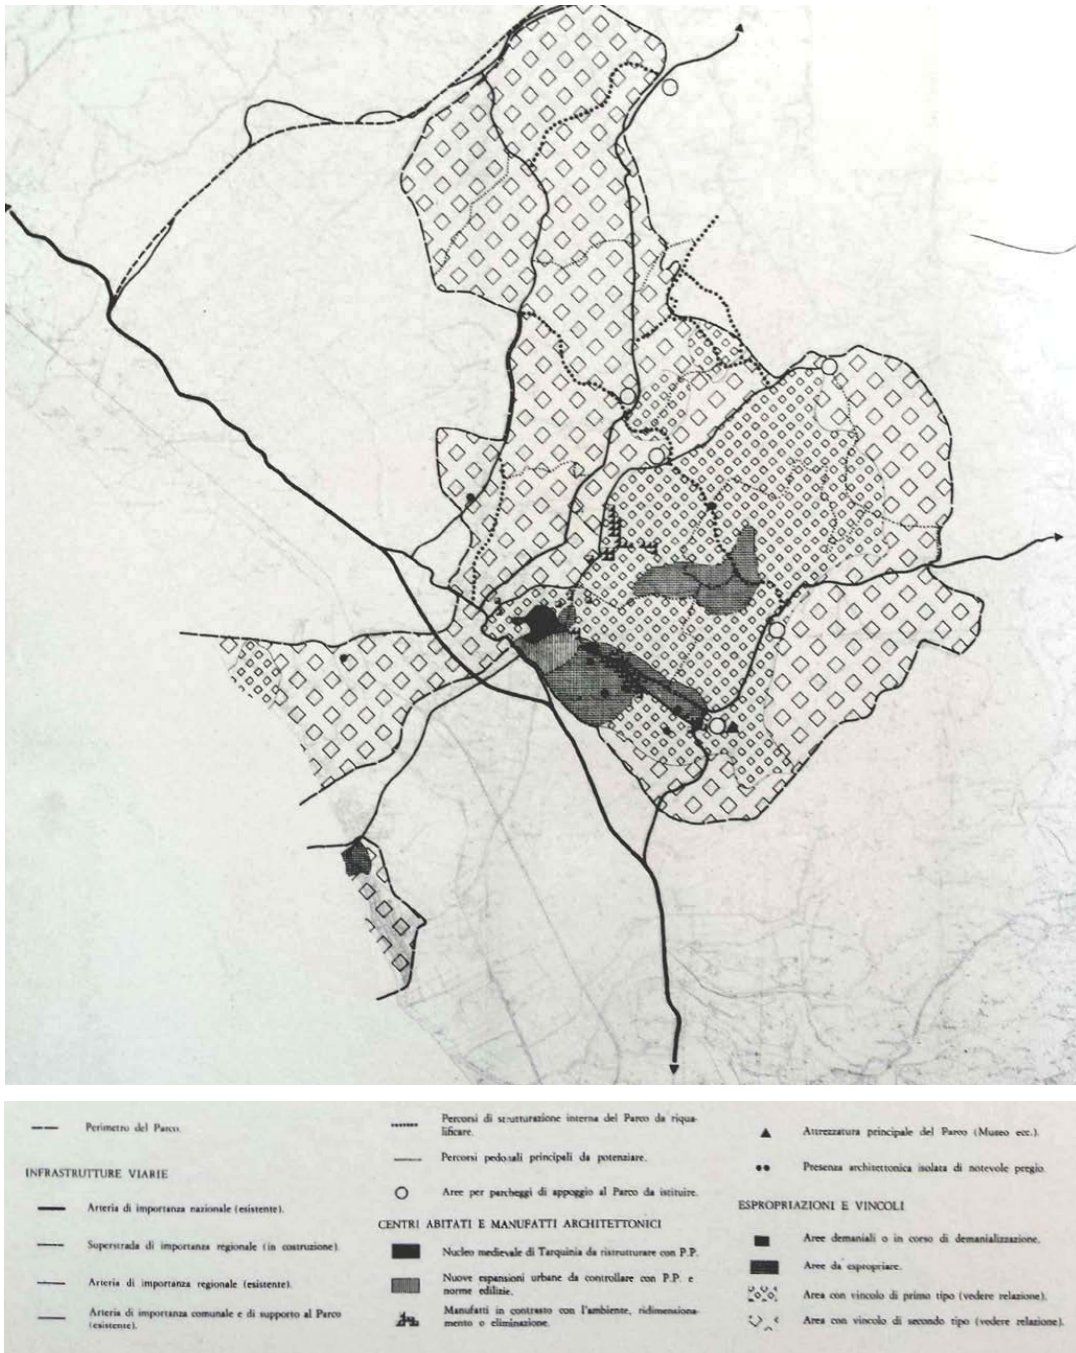 Perimetro del Parco.
INFRASTRUTTURE VIARIE
Arteria di importanza nazionale (esistente).
Superstrada di importanza regionale (in costruzione)
Arteria di importanza regionale (esistente).
Arteria di importanza comunale e di supporto al Parco
(esistente).
Percorsi di strutturazione interna del Parco da riqua-
lificare.
Percorsi pedonali principali da potenziare.
Aree per parcheggi di appoggio al Parco da istituire.
CENTRI ABITATI E MANUFATTI ARCHITETTONICI
Nucleo medievale di Tarquinia da ristrutturare con P.P.
Nuove espansioni urbane da controllare con P.P. e
norme edilizie.
Manufatti in contrasto con l'ambiente, ridimensiona-
mento o eliminazione.
Attrezzatura principale del Parco (Museo ecc.).
Presenza architettonica isolata di notevole pregio.
ESPROPRIAZIONI E VINCOLI
Aree demaniali o in corso di demanializzazione.
Aree da espropriare.
Area con vincolo di primo tipo (vedere relazione).
Area con vincolo di secondo tipo (vedere relazione).